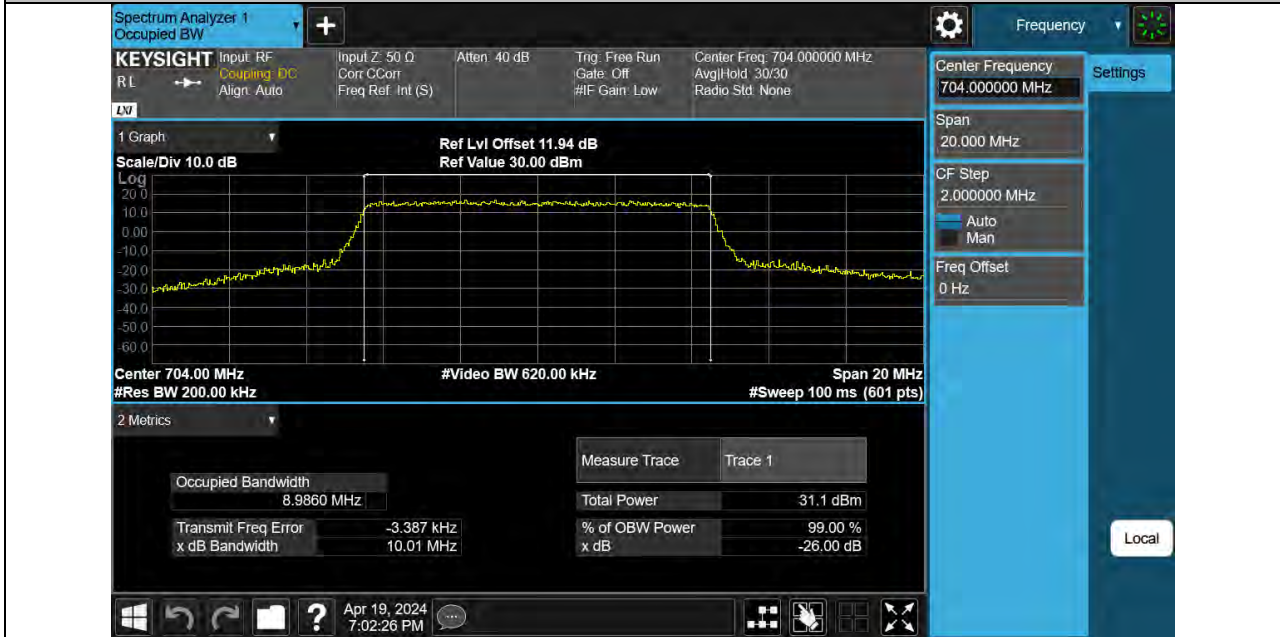 Spectrum Analyzer 1
Occupied BW
Frequency
KEYSIGHT
RL
LXI
Input: RF
Coupling: DC
Align: Auto
Input Z: 50 Ω
Corr CCorr
Freq Ref: Int (S)
Atten: 40 dB
Trig: Free Run
Gate: Off
#IF Gain: Low
Center Freq: 704.000000 MHz
Avg|Hold: 30/30
Radio Std: None
Center Frequency
704.000000 MHz
Settings
Span
20.000 MHz
CF Step
2.000000 MHz
Auto
Man
Freq Offset
0 Hz
1 Graph
Scale/Div 10.0 dB
Ref Lvl Offset 11.94 dB
Ref Value 30.00 dBm
Log
20.0
10.0
0.00
-10.0
-20.0
-30.0
-40.0
-50.0
-60.0
Center 704.00 MHz
#Video BW 620.00 kHz
Span 20 MHz
#Res BW 200.00 kHz
#Sweep 100 ms (601 pts)
2 Metrics
Measure Trace
Trace 1
Occupied Bandwidth
8.9860 MHz
Total Power
31.1 dBm
Transmit Freq Error
-3.387 kHz
% of OBW Power
99.00 %
x dB Bandwidth
10.01 MHz
x dB
-26.00 dB
Local
?
Apr 19, 2024
7:02:26 PM